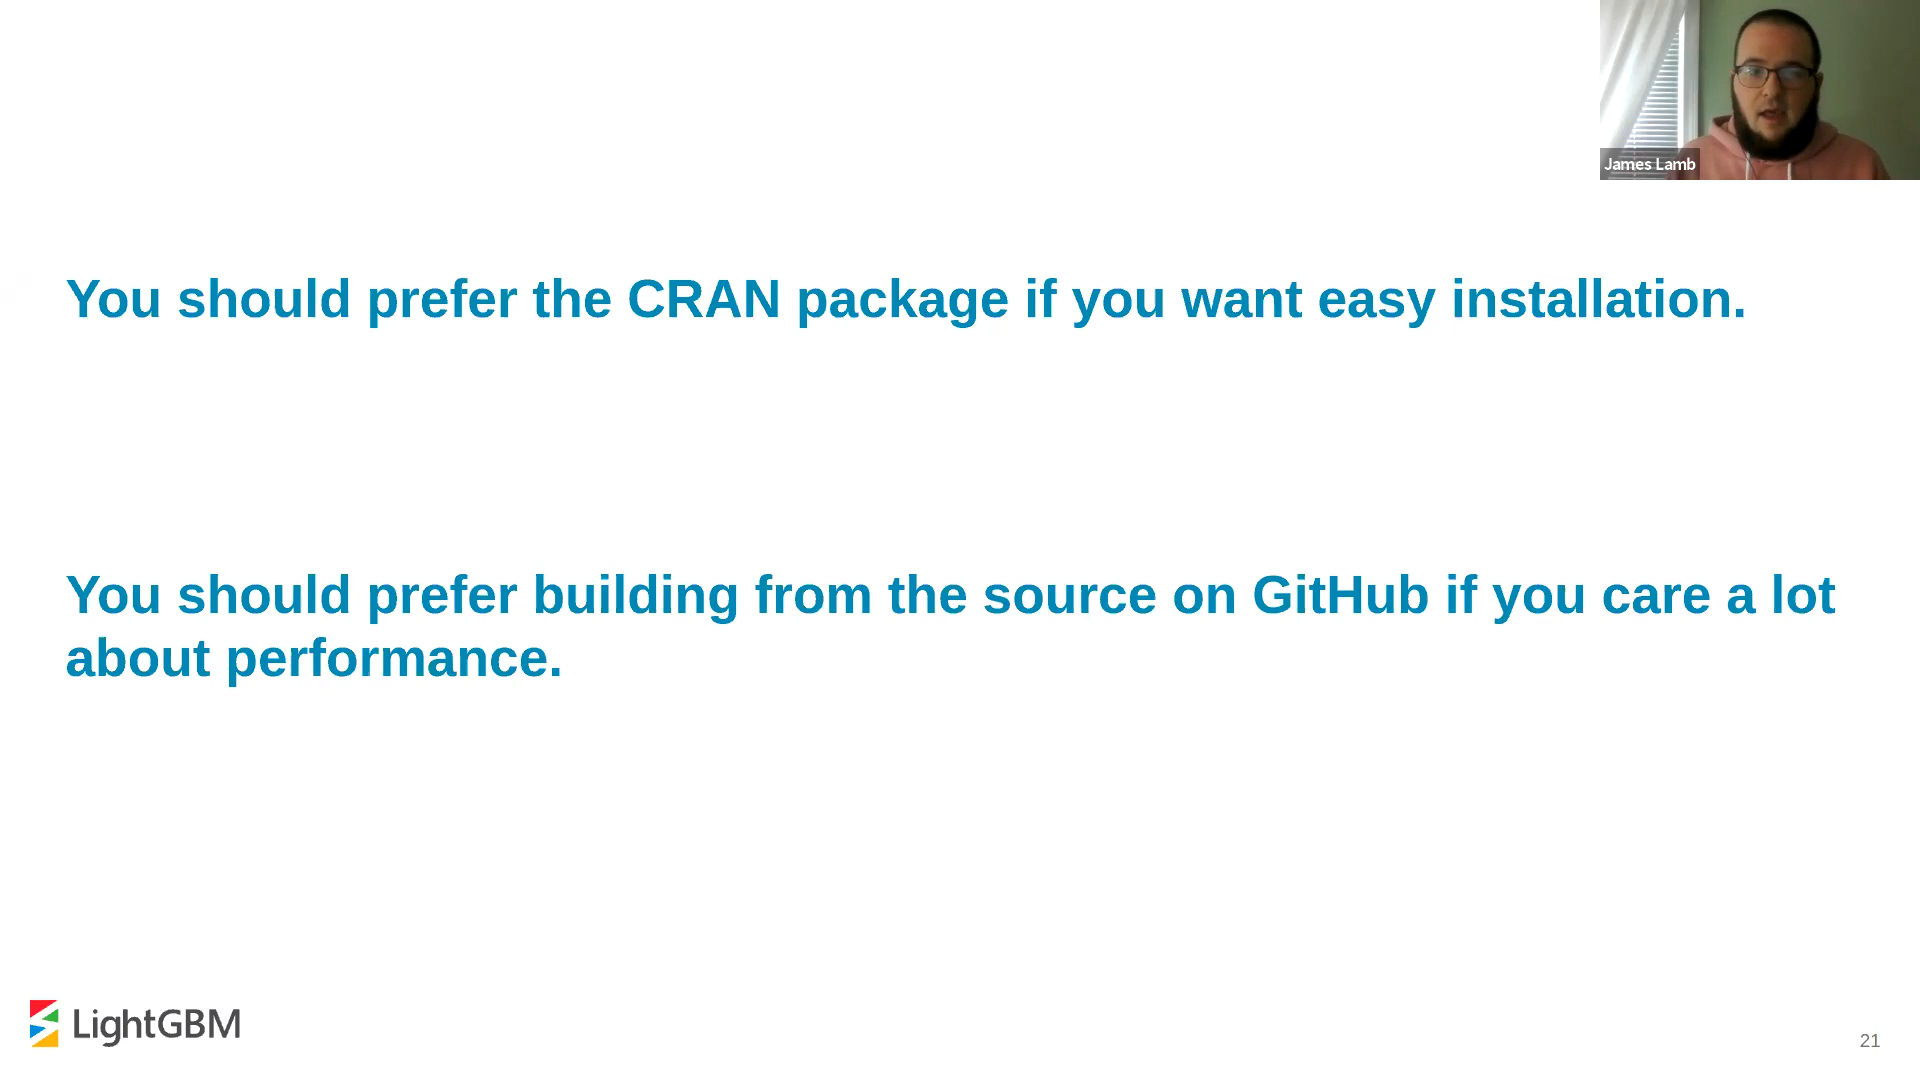 James Lamb
You should prefer the CRAN package if you want easy installation.
You should prefer building from the source on GitHub if you care a lot
about performance.
LightGBM
21